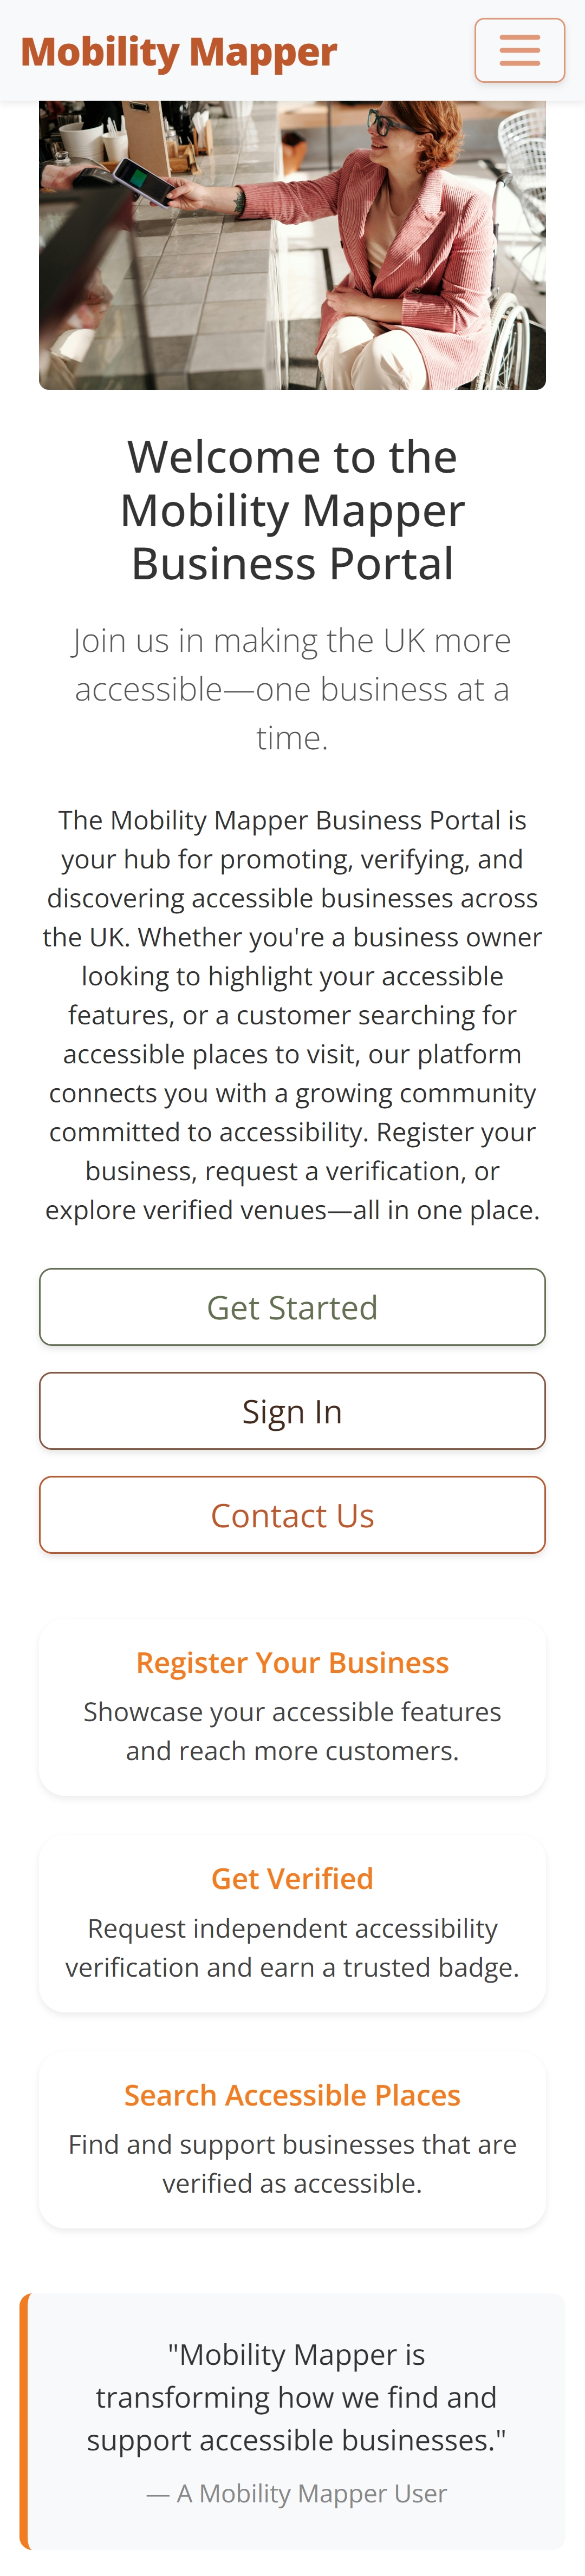 Mobility Mapper
Welcome to the
Mobility Mapper
Business Portal
Join us in making the UK more
accessible—one business at a
time.
The Mobility Mapper Business Portal is
your hub for promoting, verifying, and
discovering accessible businesses across
the UK. Whether you're a business owner
looking to highlight your accessible
features, or a customer searching for
accessible places to visit, our platform
connects you with a growing community
committed to accessibility. Register your
business, request a verification, or
explore verified venues—all in one place.
Get Started
Sign In
Contact Us
Register Your Business
Showcase your accessible features
and reach more customers.
Get Verified
Request independent accessibility
verification and earn a trusted badge.
Search Accessible Places
Find and support businesses that are
verified as accessible.
"Mobility Mapper is
transforming how we find and
support accessible businesses."
— A Mobility Mapper User